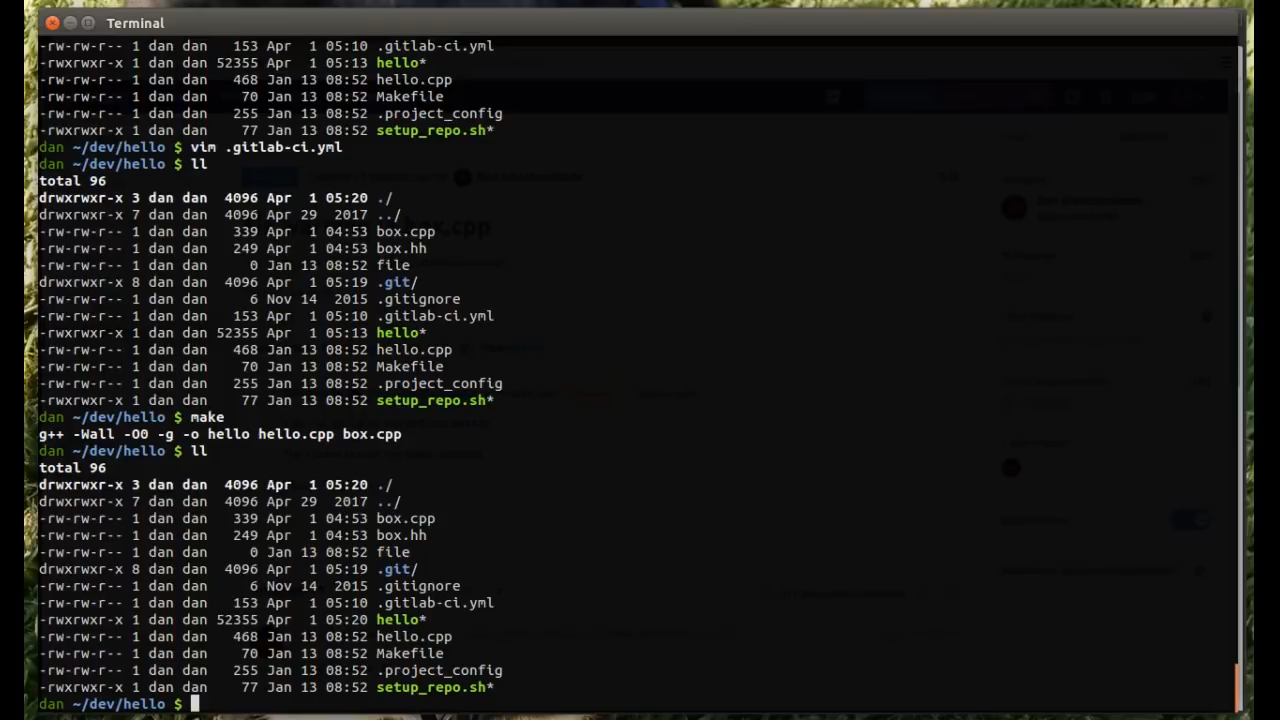 Terminal
-rw-rw-r-- 1 dan dan   153 Apr  1 05:10 .gitlab-ci.yml
-rwxrwxr-x 1 dan dan 52355 Apr  1 05:13 hello*
-rw-rw-r-- 1 dan dan   468 Jan 13 08:52 hello.cpp
-rw-rw-r-- 1 dan dan    70 Jan 13 08:52 Makefile
-rw-rw-r-- 1 dan dan   255 Jan 13 08:52 .project_config
-rwxrwxr-x 1 dan dan    77 Jan 13 08:52 setup_repo.sh*
dan ~/dev/hello $ vim .gitlab-ci.yml
dan ~/dev/hello $ ll
total 96
drwxrwxr-x 3 dan dan  4096 Apr  1 05:20 ./
drwxrwxr-x 7 dan dan  4096 Apr 29  2017 ../
-rw-rw-r-- 1 dan dan   339 Apr  1 04:53 box.cpp
-rw-rw-r-- 1 dan dan   249 Apr  1 04:53 box.hh
-rw-rw-r-- 1 dan dan     0 Jan 13 08:52 file
drwxrwxr-x 8 dan dan  4096 Apr  1 05:19 .git/
-rw-rw-r-- 1 dan dan     6 Nov 14  2015 .gitignore
-rw-rw-r-- 1 dan dan   153 Apr  1 05:10 .gitlab-ci.yml
-rwxrwxr-x 1 dan dan 52355 Apr  1 05:13 hello*
-rw-rw-r-- 1 dan dan   468 Jan 13 08:52 hello.cpp
-rw-rw-r-- 1 dan dan    70 Jan 13 08:52 Makefile
-rw-rw-r-- 1 dan dan   255 Jan 13 08:52 .project_config
-rwxrwxr-x 1 dan dan    77 Jan 13 08:52 setup_repo.sh*
dan ~/dev/hello $ make
g++ -Wall -O0 -g -o hello hello.cpp box.cpp
dan ~/dev/hello $ ll
total 96
drwxrwxr-x 3 dan dan  4096 Apr  1 05:20 ./
drwxrwxr-x 7 dan dan  4096 Apr 29  2017 ../
-rw-rw-r-- 1 dan dan   339 Apr  1 04:53 box.cpp
-rw-rw-r-- 1 dan dan   249 Apr  1 04:53 box.hh
-rw-rw-r-- 1 dan dan     0 Jan 13 08:52 file
drwxrwxr-x 8 dan dan  4096 Apr  1 05:19 .git/
-rw-rw-r-- 1 dan dan     6 Nov 14  2015 .gitignore
-rw-rw-r-- 1 dan dan   153 Apr  1 05:10 .gitlab-ci.yml
-rwxrwxr-x 1 dan dan 52355 Apr  1 05:20 hello*
-rw-rw-r-- 1 dan dan   468 Jan 13 08:52 hello.cpp
-rw-rw-r-- 1 dan dan    70 Jan 13 08:52 Makefile
-rw-rw-r-- 1 dan dan   255 Jan 13 08:52 .project_config
-rwxrwxr-x 1 dan dan    77 Jan 13 08:52 setup_repo.sh*
dan ~/dev/hello $